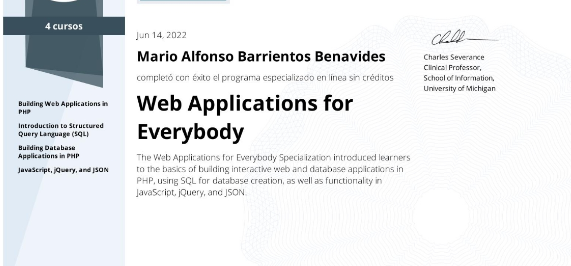 4 cursos
Building Web Applications in
PHP
Introduction to Structured
Query Language (SQL)
Building Database
Applications in PHP
JavaScript, jQuery, and JSON
Jun 14, 2022
Mario Alfonso Barrientos Benavides
completó con éxito el programa especializado en línea sin créditos
Web Applications for
Everybody
The Web Applications for Everybody Specialization introduced learners
to the basics of building interactive web and database applications in
PHP, using SQL for database creation, as well as functionality in
JavaScript, jQuery, and JSON.
Charles Severance
Clinical Professor,
School of Information,
University of Michigan